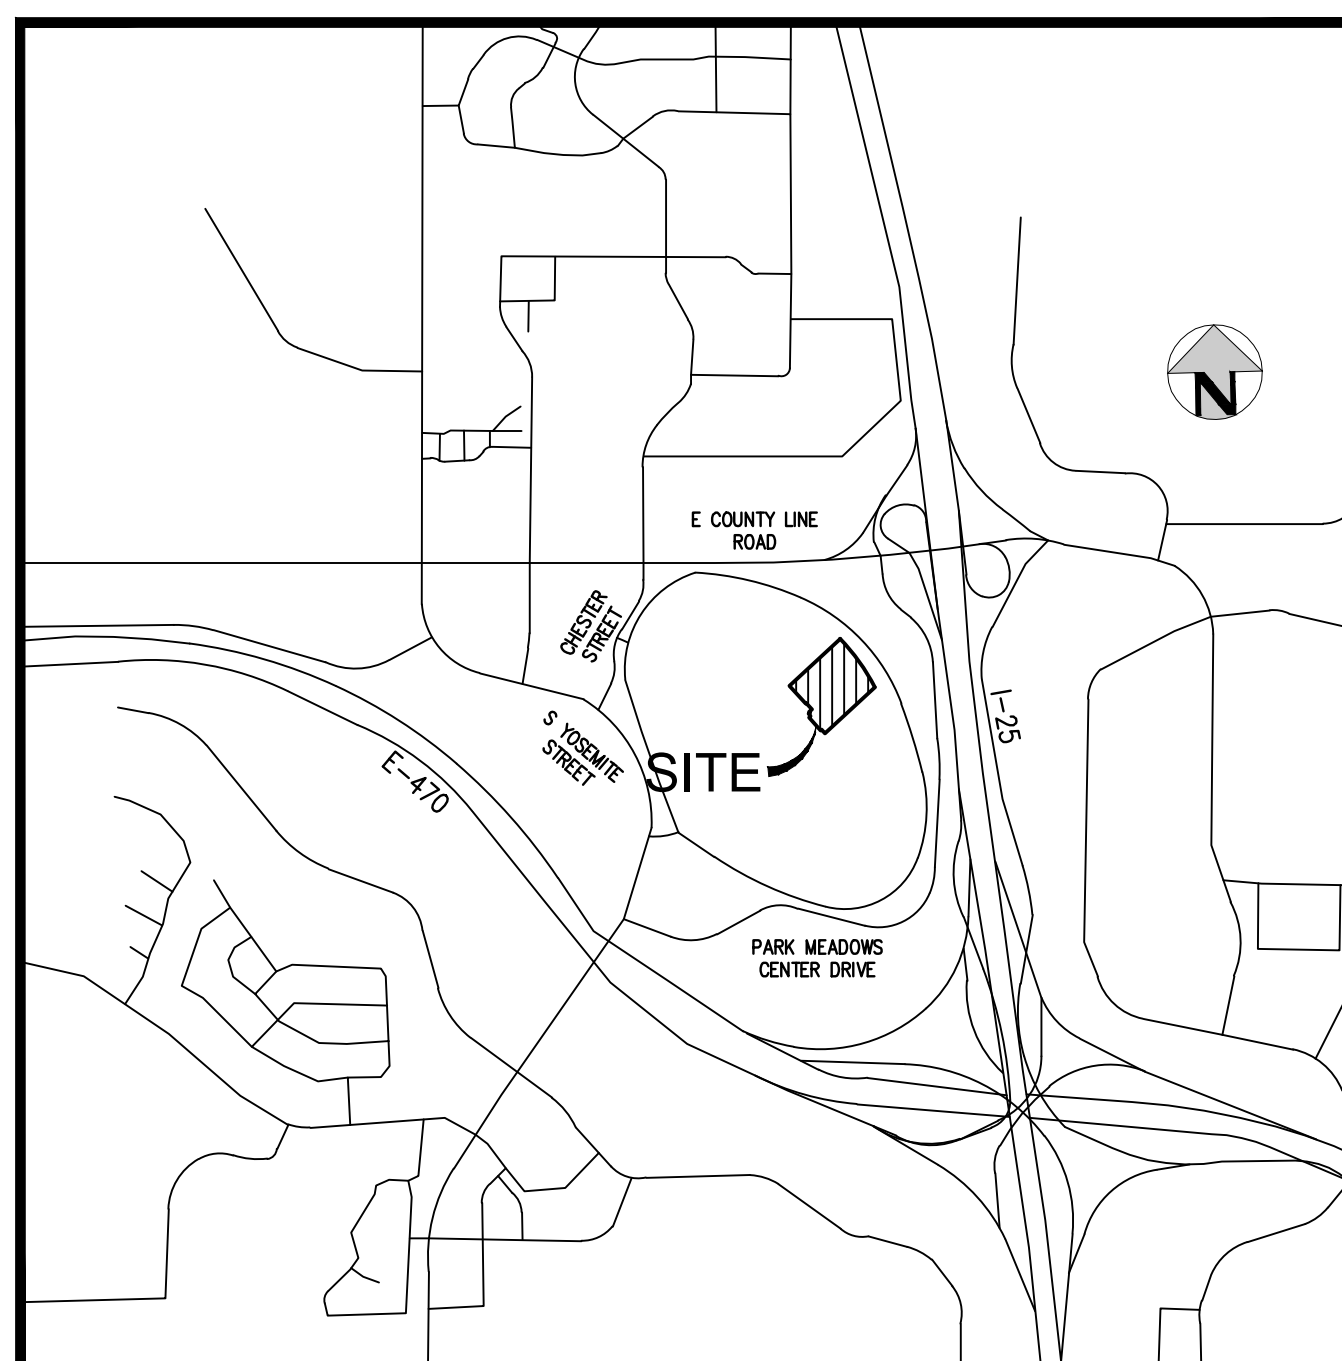 N
E COUNTY LINE
ROAD
CHESTER
STREET
I-25
S YOSEMITE
STREET
SITE
E-470
PARK MEADOWS
CENTER DRIVE